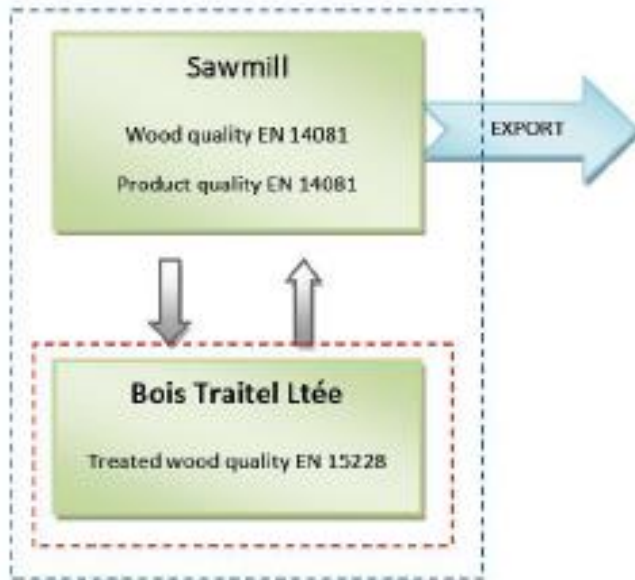 Sawmill
Wood quality EN 14081
Product quality EN 14081
EXPORT
Bois Traitel Ltée
Treated wood quality EN 15228